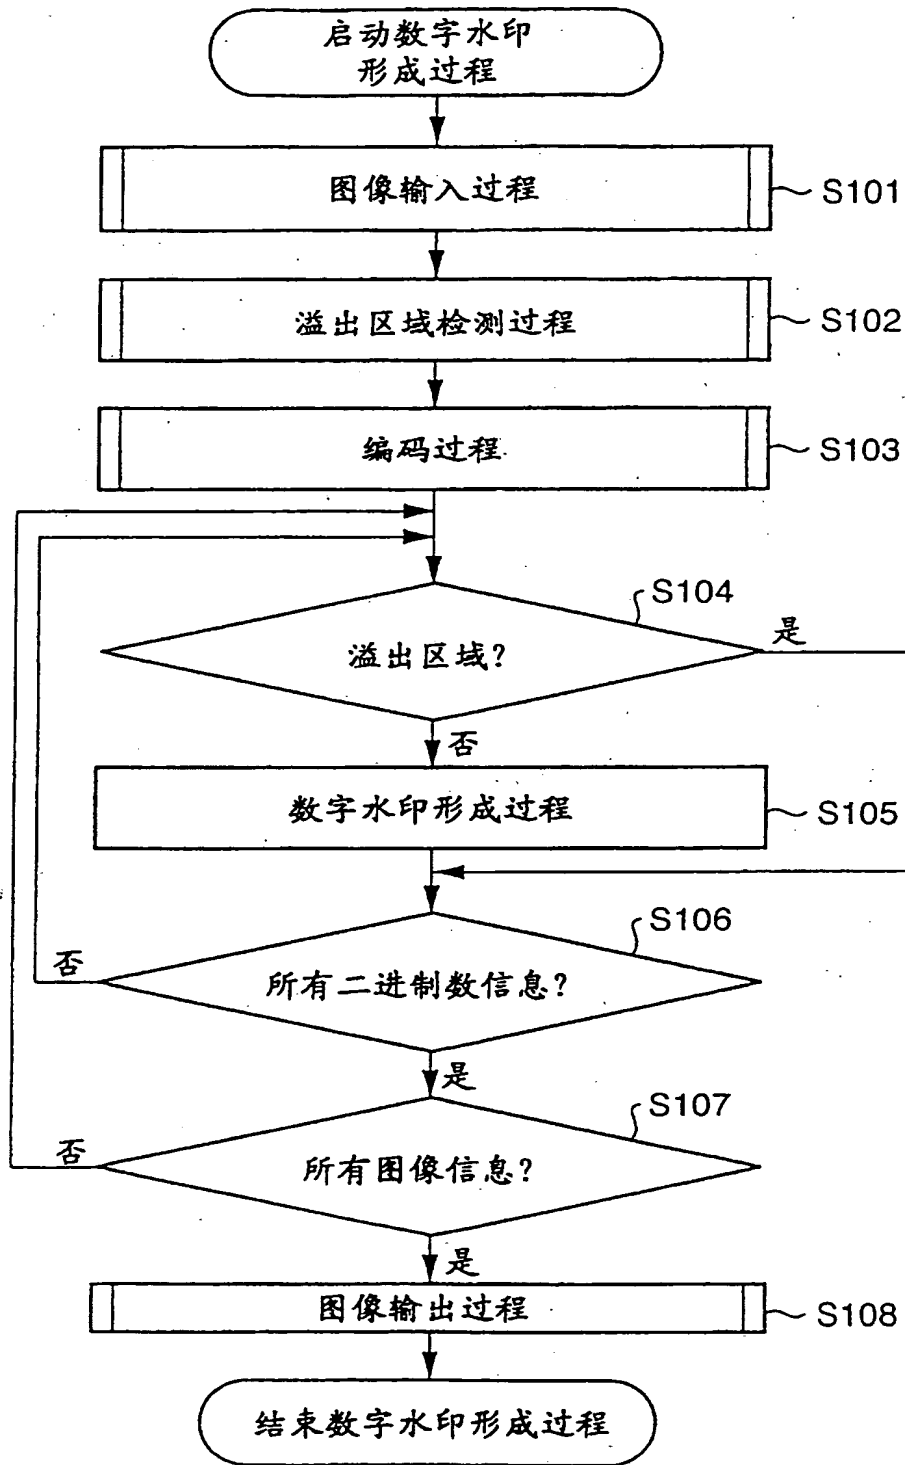 启动数字水印
形成过程
图像输入过程
S101
溢出区域检测过程
S102
编码过程
S103
S104
溢出区域?
是
否
数字水印形成过程
S105
S106
所有二进制数信息?
否
是
S107
所有图像信息?
否
是
图像输出过程
S108
结束数字水印形成过程